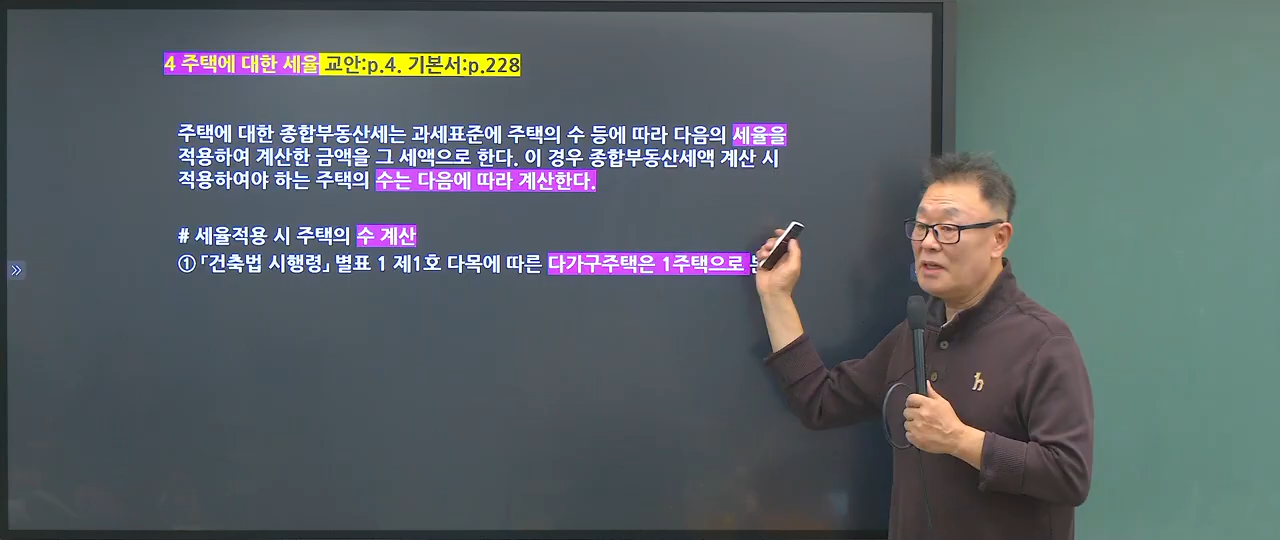 4 주택에 대한 세율 교안:p.4. 기본서:p.228
주택에 대한 종합부동산세는 과세표준에 주택의 수 등에 따라 다음의 세율을
적용하여 계산한 금액을 그 세액으로 한다. 이 경우 종합부동산세액 계산 시
적용하여야 하는 주택의 수는 다음에 따라 계산한다.
# 세율적용 시 주택의 수 계산
① 「건축법 시행령」 별표 1 제1호 다목에 따른 다가구주택은 1주택으로